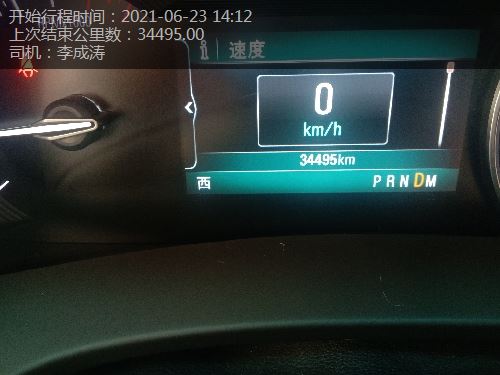 开始行程时间：2021-06-23 14:12
上次结束公里数：34495.00
司机：李成涛
i 速度
0
km/h
34495km
西 PRNDM